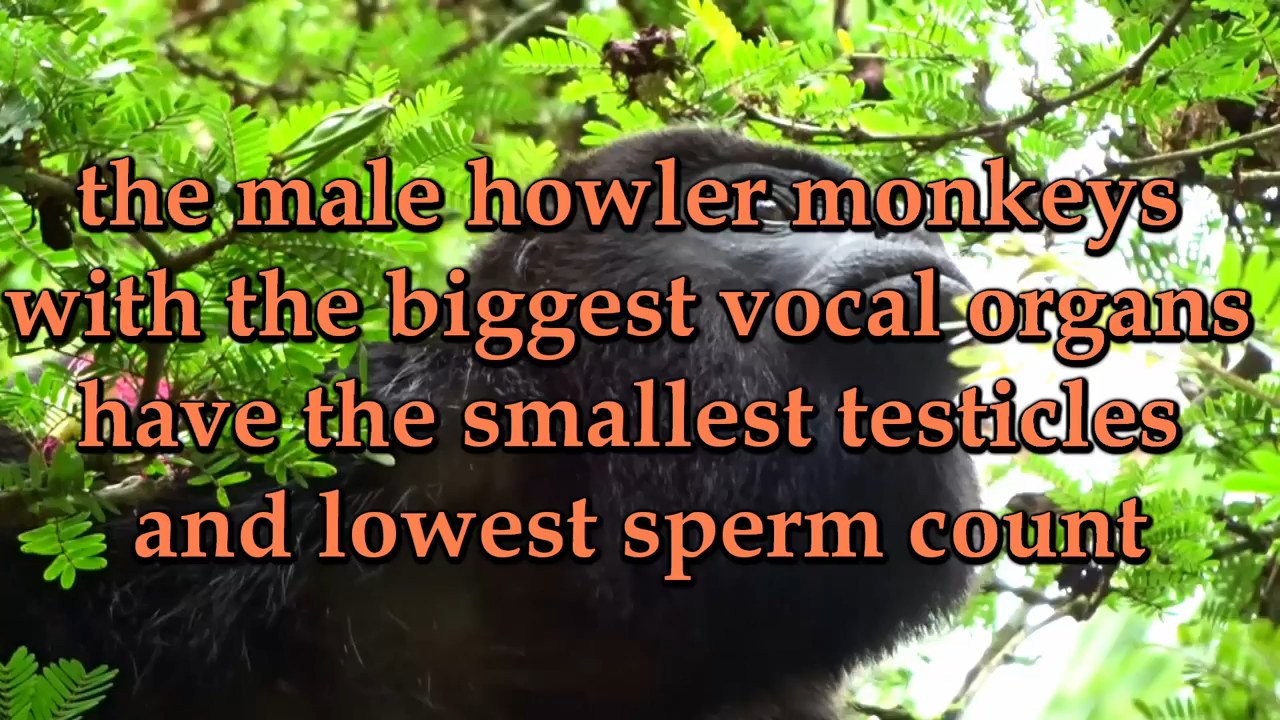 the male howler monkeys
with the biggest vocal organs
have the smallest testicles
and lowest sperm count